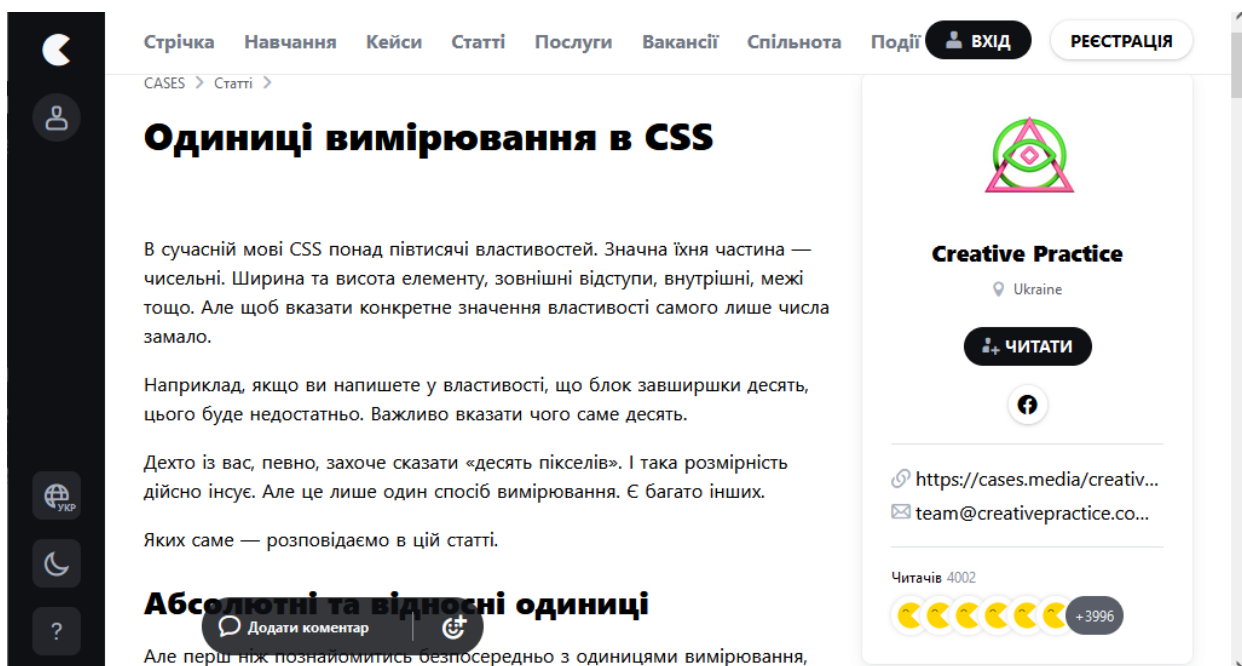 Стрічка Навчання Кейси Статті Послуги Вакансії Спільнота Події ВХІД РЕЄСТРАЦІЯ
CASES > Статті >
Одиниці вимірювання в CSS
В сучасній мові CSS понад півтисячі властивостей. Значна їхня частина —
чисельні. Ширина та висота елементу, зовнішні відступи, внутрішні, межі
тощо. Але щоб вказати конкретне значення властивості самого лише числа
замало.
Наприклад, якщо ви напишете у властивості, що блок завширшки десять,
цього буде недостатньо. Важливо вказати чого саме десять.
Дехто із вас, певно, захоче сказати «десять пікселів». І така розмірність
дійсно інсує. Але це лише один спосіб вимірювання. Є багато інших.
Яких саме — розповідаємо в цій статті.
Абсолютні та відносні одиниці
Додати коментар
Але перш ніж познайомитись безпосередньо з одиницями вимірювання,
Creative Practice
Ukraine
ЧИТАТИ
https://cases.media/creativ...
team@creativepractice.co...
Читачів 4002
+3996
УКР
?